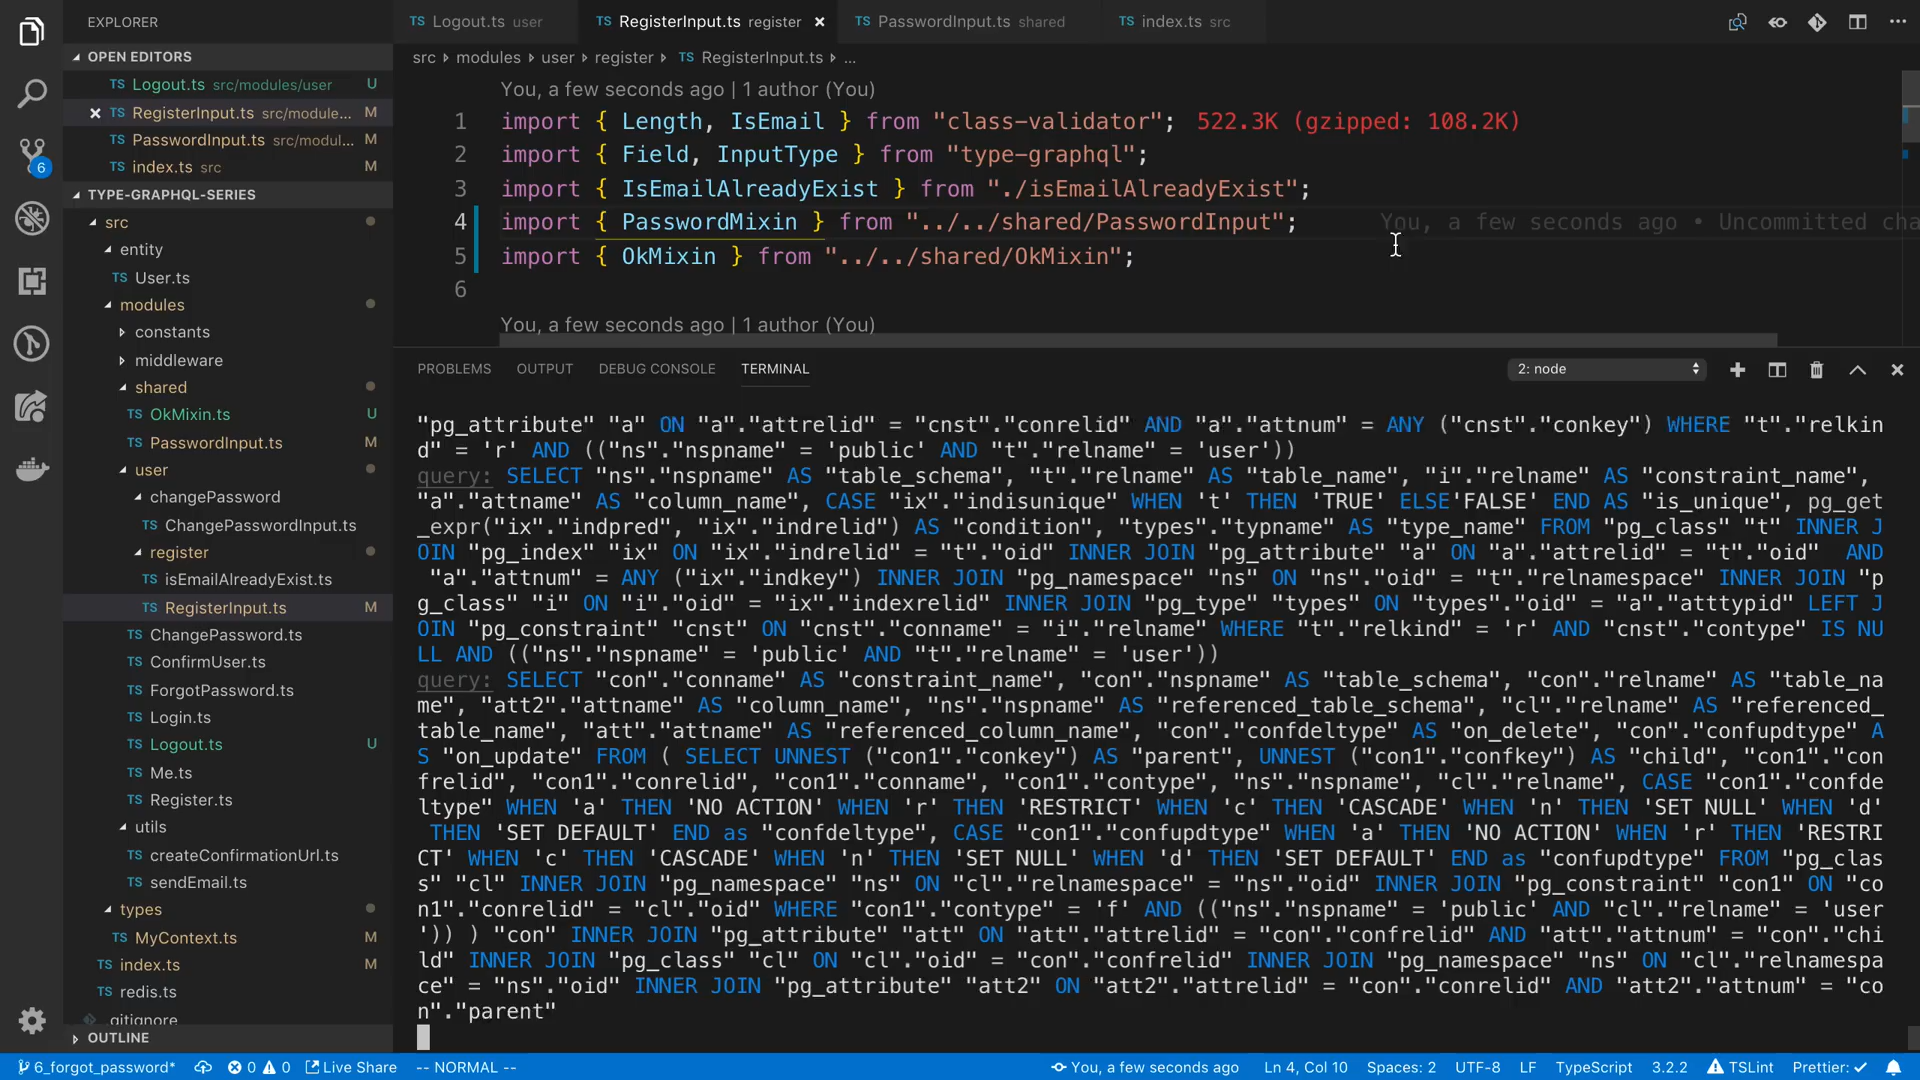 EXPLORER
OPEN EDITORS
TS Logout.ts src/modules/user U
TS RegisterInput.ts src/module... M
TS PasswordInput.ts src/modul... M
TS index.ts src M
TYPE-GRAPHQL-SERIES
src
entity
TS User.ts
modules
constants
middleware
shared
TS OkMixin.ts U
TS PasswordInput.ts M
user
changePassword
TS ChangePasswordInput.ts
register
TS isEmailAlreadyExist.ts
TS RegisterInput.ts M
TS ChangePassword.ts
TS ConfirmUser.ts
TS ForgotPassword.ts
TS Login.ts
TS Logout.ts U
TS Me.ts
TS Register.ts
utils
TS createConfirmationUrl.ts
TS sendEmail.ts
types
TS MyContext.ts M
TS index.ts M
TS redis.ts
.gitignore
OUTLINE
6
TS Logout.ts user
TS RegisterInput.ts register
TS PasswordInput.ts shared
TS index.ts src
src modules user register TS RegisterInput.ts ...
You, a few seconds ago | 1 author (You)
1 import { Length, IsEmail } from "class-validator"; 522.3K (gzipped: 108.2K)
2 import { Field, InputType } from "type-graphql";
3 import { IsEmailAlreadyExist } from "./isEmailAlreadyExist";
4 import { PasswordMixin } from "../../shared/PasswordInput"; You, a few seconds ago • Uncommitted cha
5 import { OkMixin } from "../../shared/OkMixin";
6
You, a few seconds ago | 1 author (You)
PROBLEMS OUTPUT DEBUG CONSOLE TERMINAL 2: node
"pg_attribute" "a" ON "a"."attrelid" = "cnst"."conrelid" AND "a"."attnum" = ANY ("cnst"."conkey") WHERE "t"."relkin
d" = 'r' AND (("ns"."nspname" = 'public' AND "t"."relname" = 'user'))
query: SELECT "ns"."nspname" AS "table_schema", "t"."relname" AS "table_name", "i"."relname" AS "constraint_name",
"a"."attname" AS "column_name", CASE "ix"."indisunique" WHEN 't' THEN 'TRUE' ELSE'FALSE' END AS "is_unique", pg_get
_expr("ix"."indpred", "ix"."indrelid") AS "condition", "types"."typname" AS "type_name" FROM "pg_class" "t" INNER J
OIN "pg_index" "ix" ON "ix"."indrelid" = "t"."oid" INNER JOIN "pg_attribute" "a" ON "a"."attrelid" = "t"."oid"  AND
"a"."attnum" = ANY ("ix"."indkey") INNER JOIN "pg_namespace" "ns" ON "ns"."oid" = "t"."relnamespace" INNER JOIN "p
g_class" "i" ON "i"."oid" = "ix"."indexrelid" INNER JOIN "pg_type" "types" ON "types"."oid" = "a"."atttypid" LEFT J
OIN "pg_constraint" "cnst" ON "cnst"."conname" = "i"."relname" WHERE "t"."relkind" = 'r' AND "cnst"."contype" IS NU
LL AND (("ns"."nspname" = 'public' AND "t"."relname" = 'user'))
query: SELECT "con"."conname" AS "constraint_name", "con"."nspname" AS "table_schema", "con"."relname" AS "table_na
me", "att2"."attname" AS "column_name", "ns"."nspname" AS "referenced_table_schema", "cl"."relname" AS "referenced_
table_name", "att"."attname" AS "referenced_column_name", "con"."confdeltype" AS "on_delete", "con"."confupdtype" A
S "on_update" FROM ( SELECT UNNEST ("con1"."conkey") AS "parent", UNNEST ("con1"."confkey") AS "child", "con1"."con
frelid", "con1"."conrelid", "con1"."conname", "con1"."contype", "ns"."nspname", "cl"."relname", CASE "con1"."confde
ltype" WHEN 'a' THEN 'NO ACTION' WHEN 'r' THEN 'RESTRICT' WHEN 'c' THEN 'CASCADE' WHEN 'n' THEN 'SET NULL' WHEN 'd'
THEN 'SET DEFAULT' END as "confdeltype", CASE "con1"."confupdtype" WHEN 'a' THEN 'NO ACTION' WHEN 'r' THEN 'RESTRI
CT' WHEN 'c' THEN 'CASCADE' WHEN 'n' THEN 'SET NULL' WHEN 'd' THEN 'SET DEFAULT' END as "confupdtype" FROM "pg_clas
s" "cl" INNER JOIN "pg_namespace" "ns" ON "cl"."relnamespace" = "ns"."oid" INNER JOIN "pg_constraint" "con1" ON "co
n1"."conrelid" = "cl"."oid" WHERE "con1"."contype" = 'f' AND (("ns"."nspname" = 'public' AND "cl"."relname" = 'user
')) ) "con" INNER JOIN "pg_attribute" "att" ON "att"."attrelid" = "con"."confrelid" AND "att"."attnum" = "con"."chi
ld" INNER JOIN "pg_class" "cl" ON "cl"."oid" = "con"."confrelid" INNER JOIN "pg_namespace" "ns" ON "cl"."relnamespa
ce" = "ns"."oid" INNER JOIN "pg_attribute" "att2" ON "att2"."attrelid" = "con"."conrelid" AND "att2"."attnum" = "co
n"."parent"
6_forgot_password* 0 0 Live Share -- NORMAL -- You, a few seconds ago Ln 4, Col 10 Spaces: 2 UTF-8 LF TypeScript 3.2.2 TSLint Prettier: